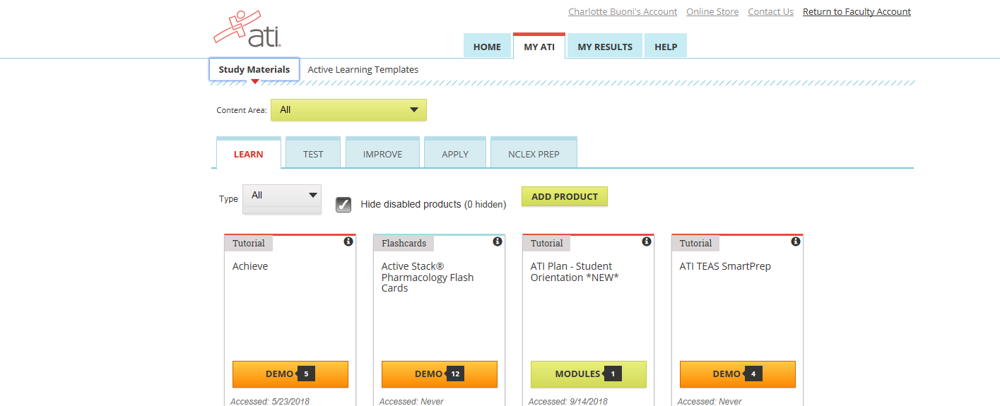 Charlotte Buoni's Account Online Store Contact Us Return to Faculty Account
ati®
HOME MY ATI MY RESULTS HELP
Study Materials Active Learning Templates
Content Area: All
LEARN TEST IMPROVE APPLY NCLEX PREP
Type All Hide disabled products (0 hidden) ADD PRODUCT
Tutorial
Achieve
DEMO 5
Accessed: 5/23/2018
Flashcards
Active Stack®
Pharmacology Flash
Cards
DEMO 12
Accessed: Never
Tutorial
ATI Plan - Student
Orientation *NEW*
MODULES 1
Accessed: 9/14/2018
Tutorial
ATI TEAS SmartPrep
DEMO 4
Accessed: Never